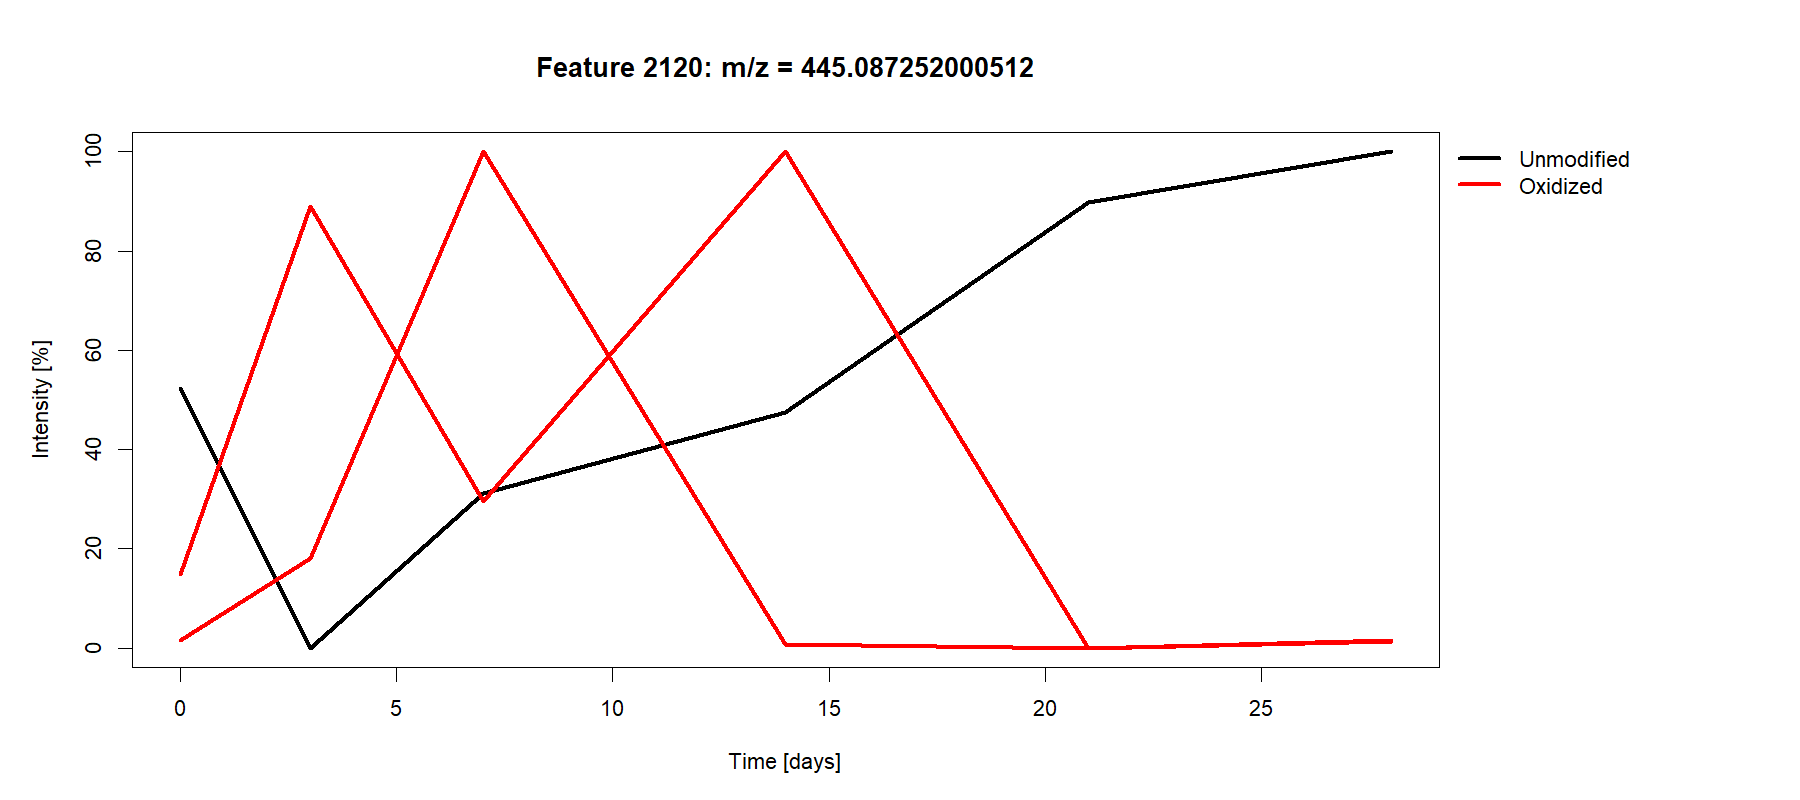 Feature 2120: m/z = 445.087252000512
Unmodified
Oxidized
100
80
60
40
20
0
Intensity [%]
0 5 10 15 20 25
Time [days]